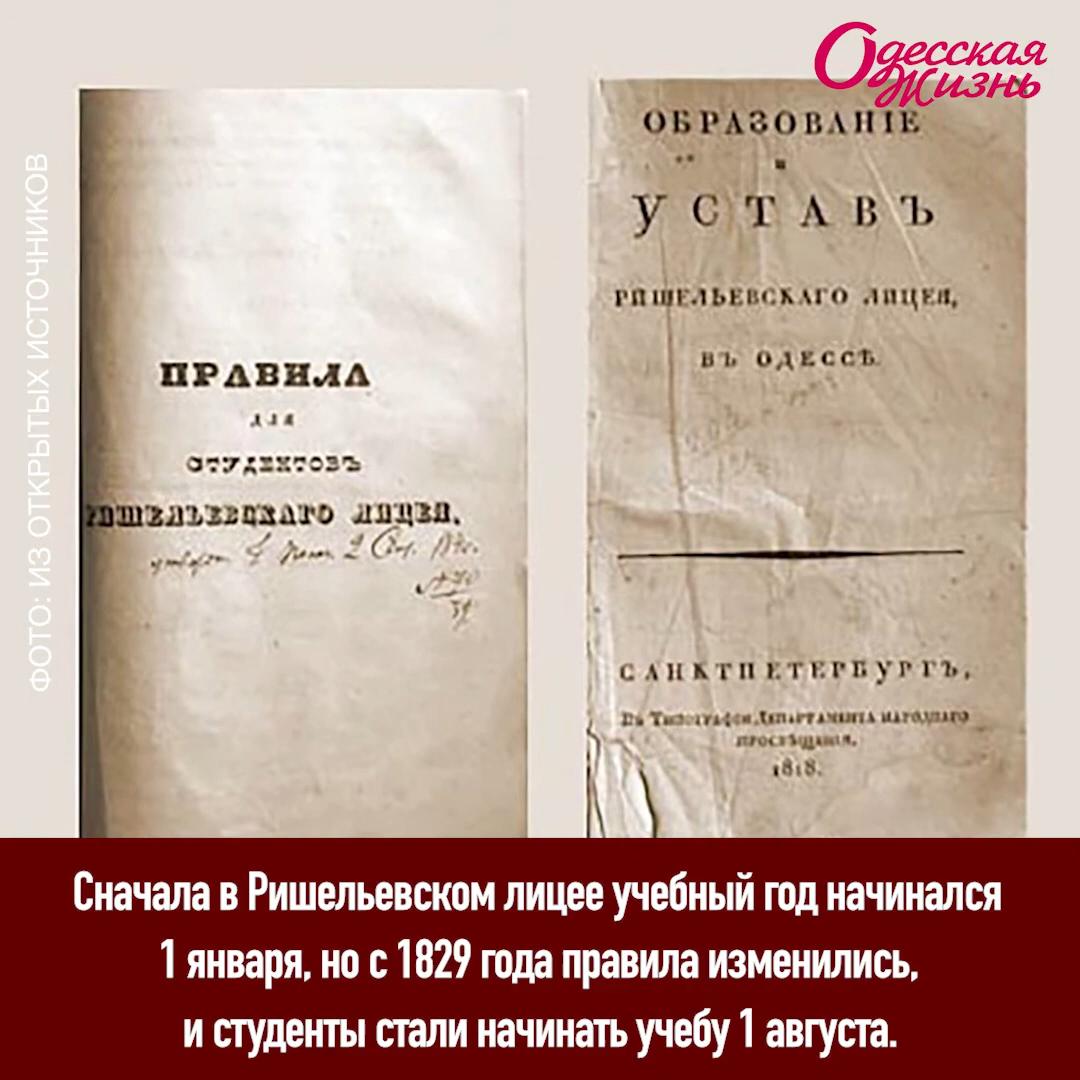 Одесская
Жизнь
ФОТО: ИЗ ОТКРЫТЫХ ИСТОЧНИКОВ
ПРАВИЛА
для
СТУДЕНТОВЪ
РИШЕЛЬЕВСКАГО ЛИЦЕЯ.
ОБРАЗОВАНІЕ
и
УСТАВЪ
РИШЕЛЬЕВСКАГО ЛИЦЕЯ,
ВЪ ОДЕССѢ.
САНКТПЕТЕРБУРГЪ,
Въ Типографіи Департамента народнаго
просвѣщенія.
1818.
Сначала в Ришельевском лицее учебный год начинался
1 января, но с 1829 года правила изменились,
и студенты стали начинать учебу 1 августа.